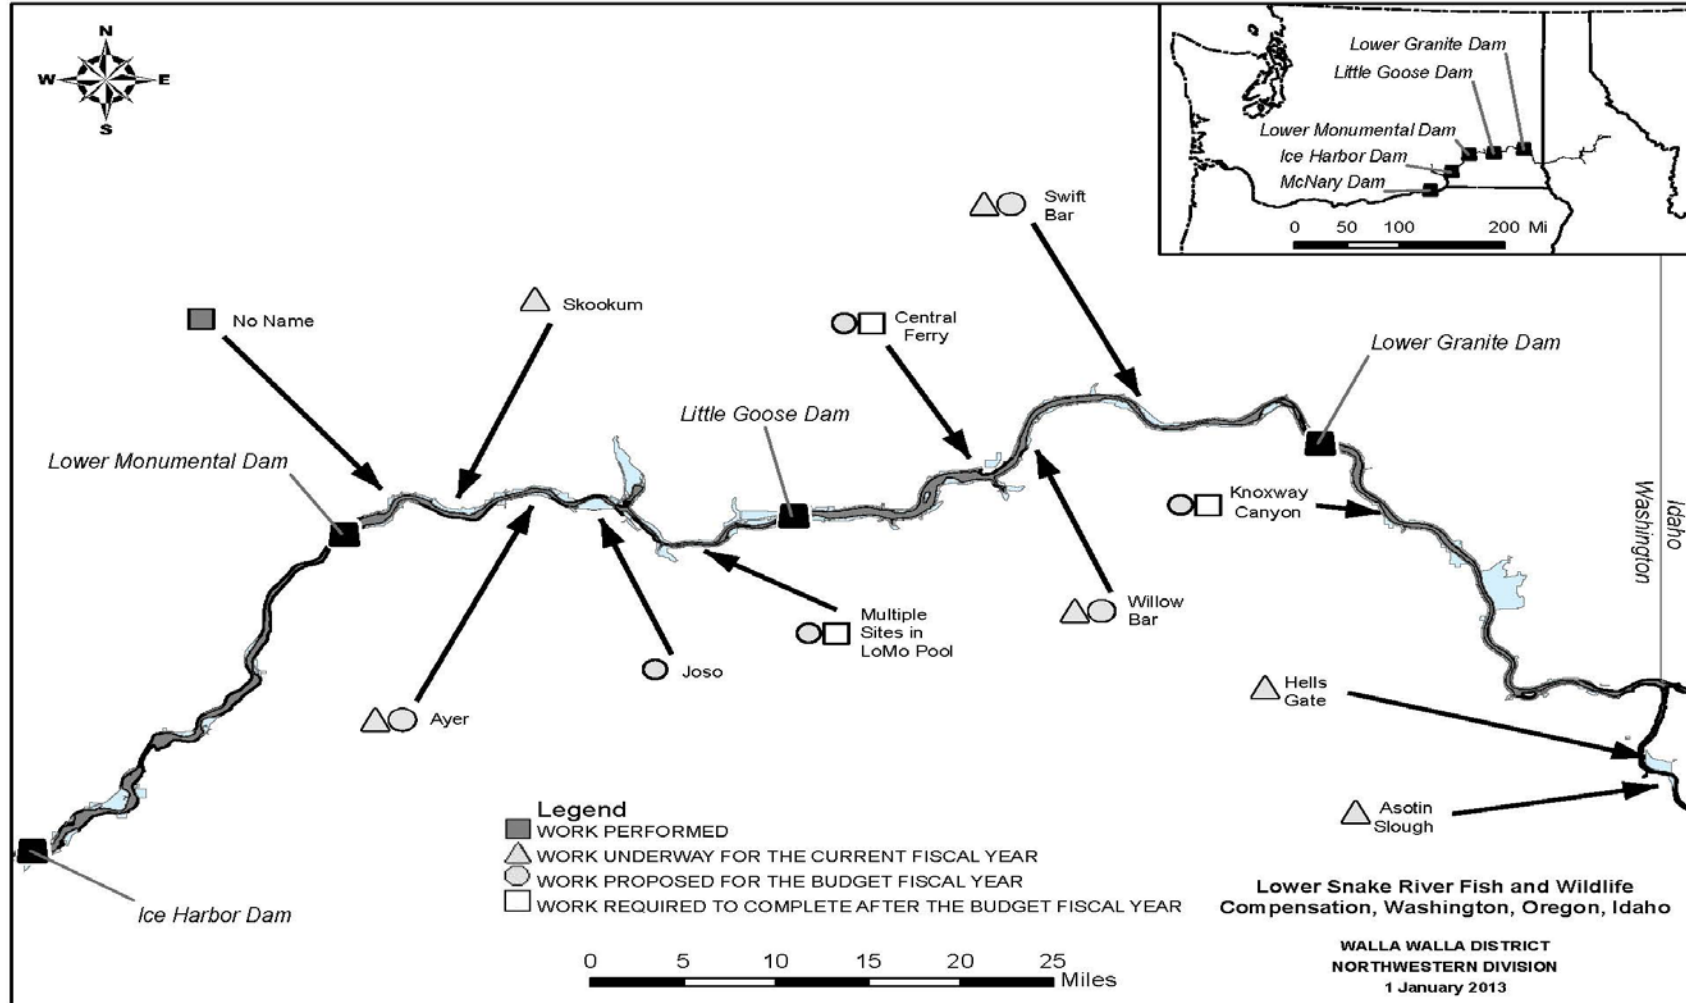 N
W E
S
Lower Granite Dam
Little Goose Dam
Lower Monumental Dam
Ice Harbor Dam
McNary Dam
0 50 100 200 Mi
Swift
Bar
Skookum
No Name
Central
Ferry
Lower Granite Dam
Little Goose Dam
Lower Monumental Dam
Knoxway
Canyon
Idaho
Washington
Willow
Bar
Multiple
Sites in
LoMo Pool
Joso
Ayer
Hells
Gate
Asotin
Slough
Ice Harbor Dam
Legend
WORK PERFORMED
WORK UNDERWAY FOR THE CURRENT FISCAL YEAR
WORK PROPOSED FOR THE BUDGET FISCAL YEAR
WORK REQUIRED TO COMPLETE AFTER THE BUDGET FISCAL YEAR
0 5 10 15 20 25
Miles
Lower Snake River Fish and Wildlife
Compensation, Washington, Oregon, Idaho
WALLA WALLA DISTRICT
NORTHWESTERN DIVISION
1 January 2013